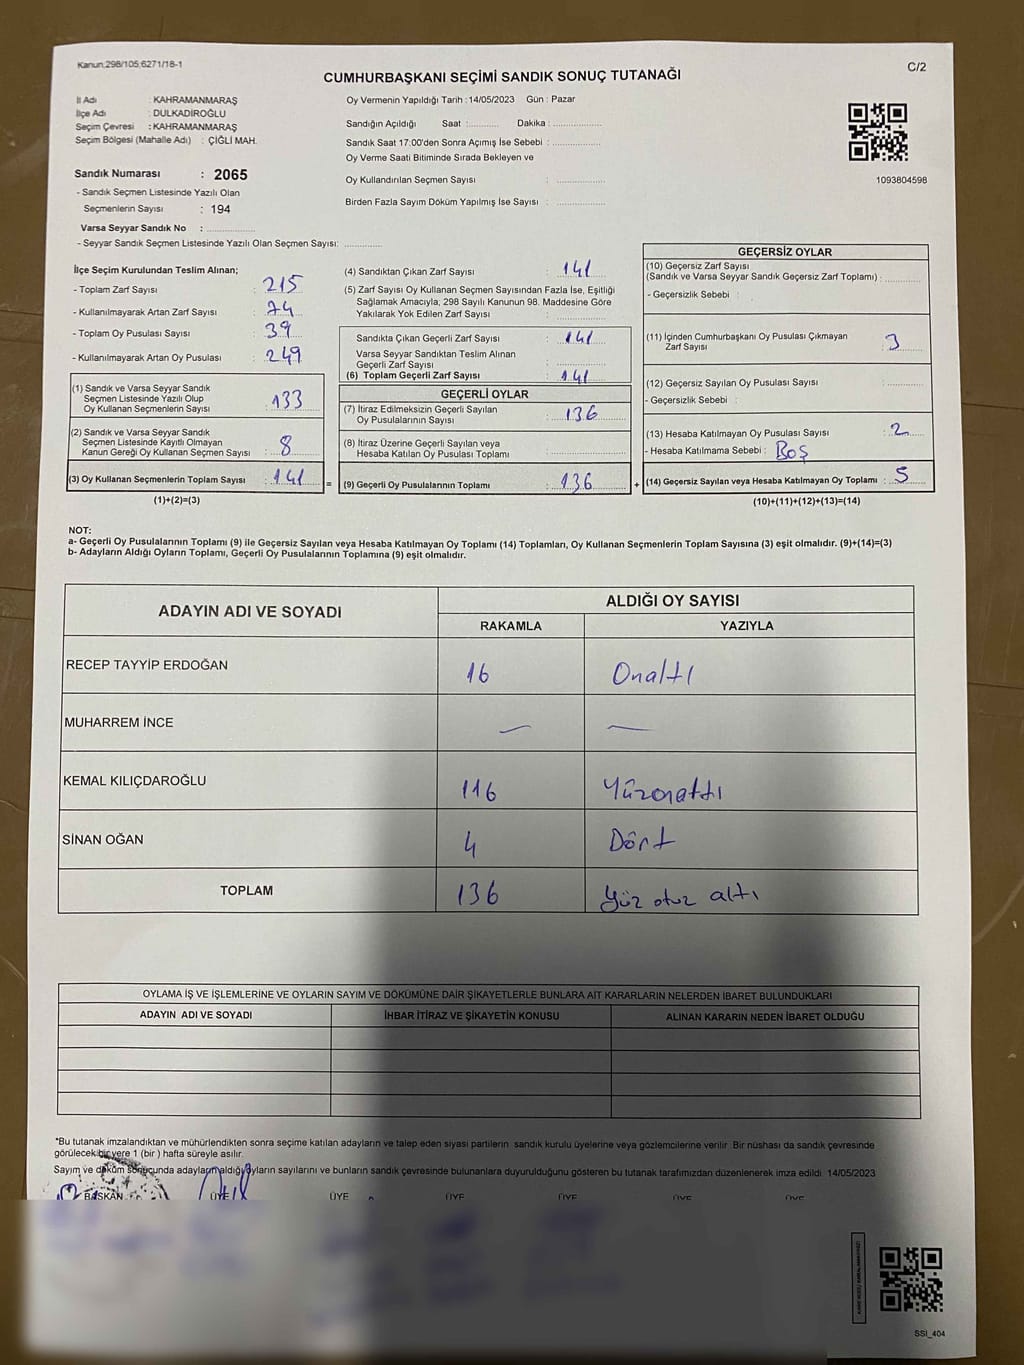 Kanun;298/105;6271/18-1
C/2
CUMHURBAŞKANI SEÇİMİ SANDIK SONUÇ TUTANAĞI
İl Adı : KAHRAMANMARAŞ
İlçe Adı : DULKADİROĞLU
Seçim Çevresi : KAHRAMANMARAŞ
Seçim Bölgesi (Mahalle Adı) : ÇİĞLİ MAH.
Sandık Numarası : 2065
- Sandık Seçmen Listesinde Yazılı Olan
Seçmenlerin Sayısı : 194
Varsa Seyyar Sandık No : ..............
- Seyyar Sandık Seçmen Listesinde Yazılı Olan Seçmen Sayısı: ............
Oy Vermenin Yapıldığı Tarih : 14/05/2023 Gün : Pazar
Sandığın Açıldığı Saat :.......... Dakika :................
Sandık Saat 17.00'den Sonra Açımış İse Sebebi : ................
Oy Verme Saati Bitiminde Sırada Bekleyen ve
Oy Kullandırılan Seçmen Sayısı : ................
Birden Fazla Sayım Döküm Yapılmış İse Sayısı : ................
1093804598
İlçe Seçim Kurulundan Teslim Alınan;
- Toplam Zarf Sayısı : 215
- Kullanılmayarak Artan Zarf Sayısı : 74
- Toplam Oy Pusulası Sayısı : 39
- Kullanılmayarak Artan Oy Pusulası : 249
(1) Sandık ve Varsa Seyyar Sandık
Seçmen Listesinde Yazılı Olup
Oy Kullanan Seçmenlerin Sayısı : 133
(2) Sandık ve Varsa Seyyar Sandık
Seçmen Listesinde Kayıtlı Olmayan
Kanun Gereği Oy Kullanan Seçmen Sayısı : 8
(3) Oy Kullanan Seçmenlerin Toplam Sayısı : 141
(1)+(2)=(3)
(4) Sandıktan Çıkan Zarf Sayısı : 141
(5) Zarf Sayısı Oy Kullanan Seçmen Sayısından Fazla İse, Eşitliği
Sağlamak Amacıyla, 298 Sayılı Kanunun 98. Maddesine Göre
Yakılarak Yok Edilen Zarf Sayısı : ................
Sandıkta Çıkan Geçerli Zarf Sayısı : 141
Varsa Seyyar Sandıktan Teslim Alınan
Geçerli Zarf Sayısı : ................
(6) Toplam Geçerli Zarf Sayısı : 141
GEÇERLİ OYLAR
(7) İtiraz Edilmeksizin Geçerli Sayılan
Oy Pusulalarının Sayısı : 136
(8) İtiraz Üzerine Geçerli Sayılan veya
Hesaba Katılan Oy Pusulası Toplamı : ................
= (9) Geçerli Oy Pusulalarının Toplamı : 136
GEÇERSİZ OYLAR
(10) Geçersiz Zarf Sayısı
(Sandık ve Varsa Seyyar Sandık Geçersiz Zarf Toplamı) : ............
- Geçersizlik Sebebi :
(11) İçinden Cumhurbaşkanı Oy Pusulası Çıkmayan
Zarf Sayısı : 3
(12) Geçersiz Sayılan Oy Pusulası Sayısı : ............
- Geçersizlik Sebebi :
(13) Hesaba Katılmayan Oy Pusulası Sayısı : 2
- Hesaba Katılmama Sebebi : Boş
+ (14) Geçersiz Sayılan veya Hesaba Katılmayan Oy Toplamı : 5
(10)+(11)+(12)+(13)=(14)
NOT:
a- Geçerli Oy Pusulalarının Toplamı (9) ile Geçersiz Sayılan veya Hesaba Katılmayan Oy Toplamı (14) Toplamları, Oy Kullanan Seçmenlerin Toplam Sayısına (3) eşit olmalıdır. (9)+(14)=(3)
b- Adayların Aldığı Oyların Toplamı, Geçerli Oy Pusulalarının Toplamına (9) eşit olmalıdır.
ADAYIN ADI VE SOYADI
ALDIĞI OY SAYISI
RAKAMLA YAZIYLA
RECEP TAYYİP ERDOĞAN 16 Onaltı
MUHARREM İNCE — —
KEMAL KILIÇDAROĞLU 116 Yüzonaltı
SİNAN OĞAN 4 Dört
TOPLAM 136 Yüz otuz altı
OYLAMA İŞ VE İŞLEMLERİNE VE OYLARIN SAYIM VE DÖKÜMÜNE DAİR ŞİKAYETLERLE BUNLARA AİT KARARLARIN NELERDEN İBARET BULUNDUKLARI
ADAYIN ADI VE SOYADI İHBAR İTİRAZ VE ŞİKAYETİN KONUSU ALINAN KARARIN NEDEN İBARET OLDUĞU
*Bu tutanak imzalandıktan ve mühürlendikten sonra seçime katılan adayların ve talep eden siyasi partilerin sandık kurulu üyelerine veya gözlemcilerine verilir. Bir nüshası da sandık çevresinde
görülecek bir yere 1 (bir ) hafta süreyle asılır.
Sayım ve döküm sonucunda adayların aldığı oyların sayılarını ve bunların sandık çevresinde bulunanlara duyurulduğunu gösteren bu tutanak tarafımızdan düzenlenerek imza edildi. 14/05/2023
BAŞKAN ÜYE ÜYE ÜYE ÜYE ÜYE ÜYE
SSI_404